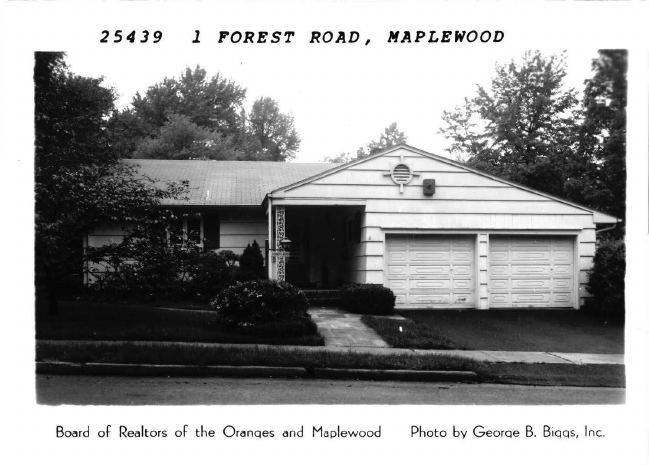 25439 1 FOREST ROAD, MAPLEWOOD
Board of Realtors of the Oranges and Maplewood Photo by George B. Biggs, Inc.